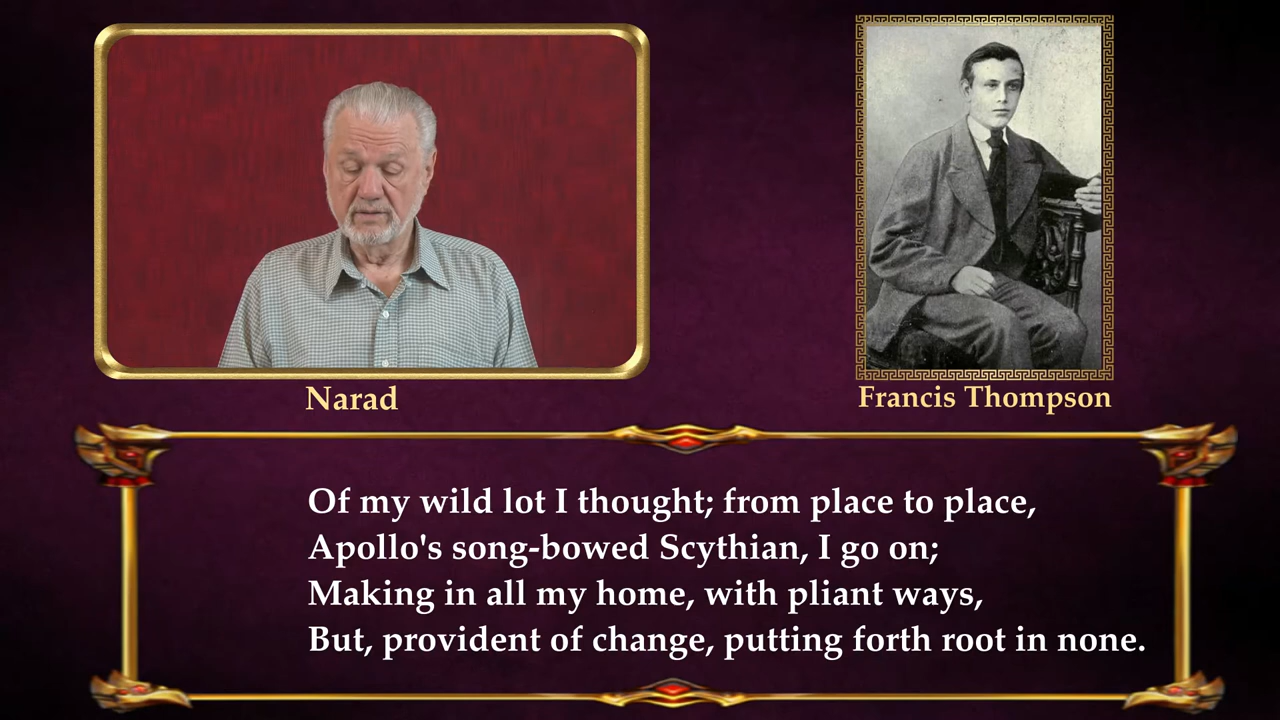 Narad
Francis Thompson
Of my wild lot I thought; from place to place,
Apollo's song-bowed Scythian, I go on;
Making in all my home, with pliant ways,
But, provident of change, putting forth root in none.